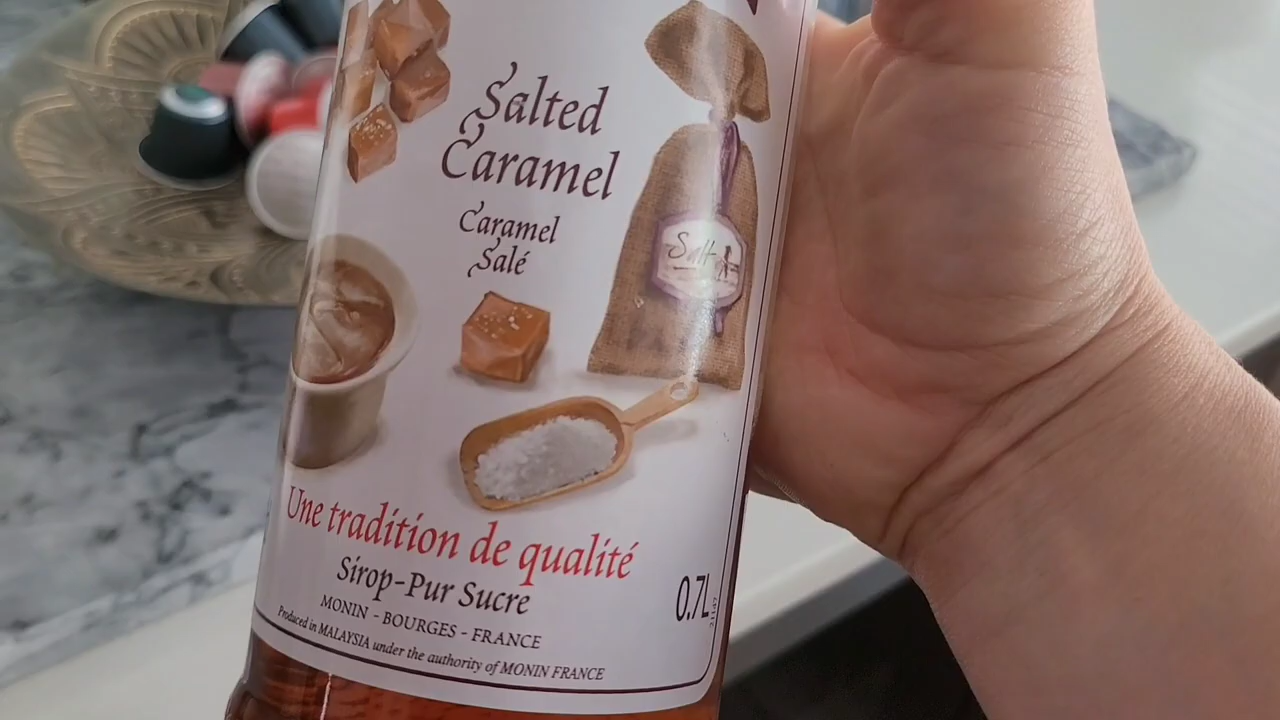 Salted
Caramel
Caramel
Salé
Salt
Une tradition de qualité
Sirop-Pur Sucre
0.7L
MONIN - BOURGES - FRANCE
Produced in MALAYSIA under the authority of MONIN FRANCE